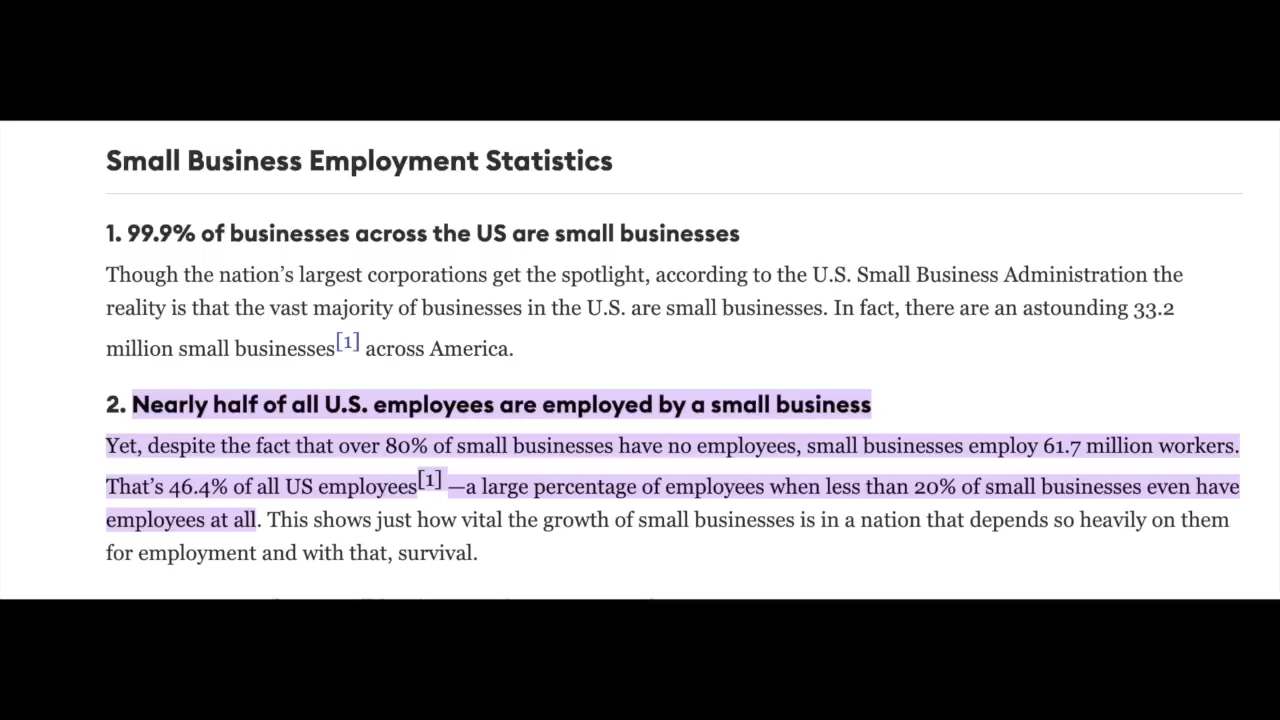 Small Business Employment Statistics
1. 99.9% of businesses across the US are small businesses
Though the nation’s largest corporations get the spotlight, according to the U.S. Small Business Administration the
reality is that the vast majority of businesses in the U.S. are small businesses. In fact, there are an astounding 33.2
million small businesses[1] across America.
2. Nearly half of all U.S. employees are employed by a small business
Yet, despite the fact that over 80% of small businesses have no employees, small businesses employ 61.7 million workers.
That’s 46.4% of all US employees[1] —a large percentage of employees when less than 20% of small businesses even have
employees at all. This shows just how vital the growth of small businesses is in a nation that depends so heavily on them
for employment and with that, survival.